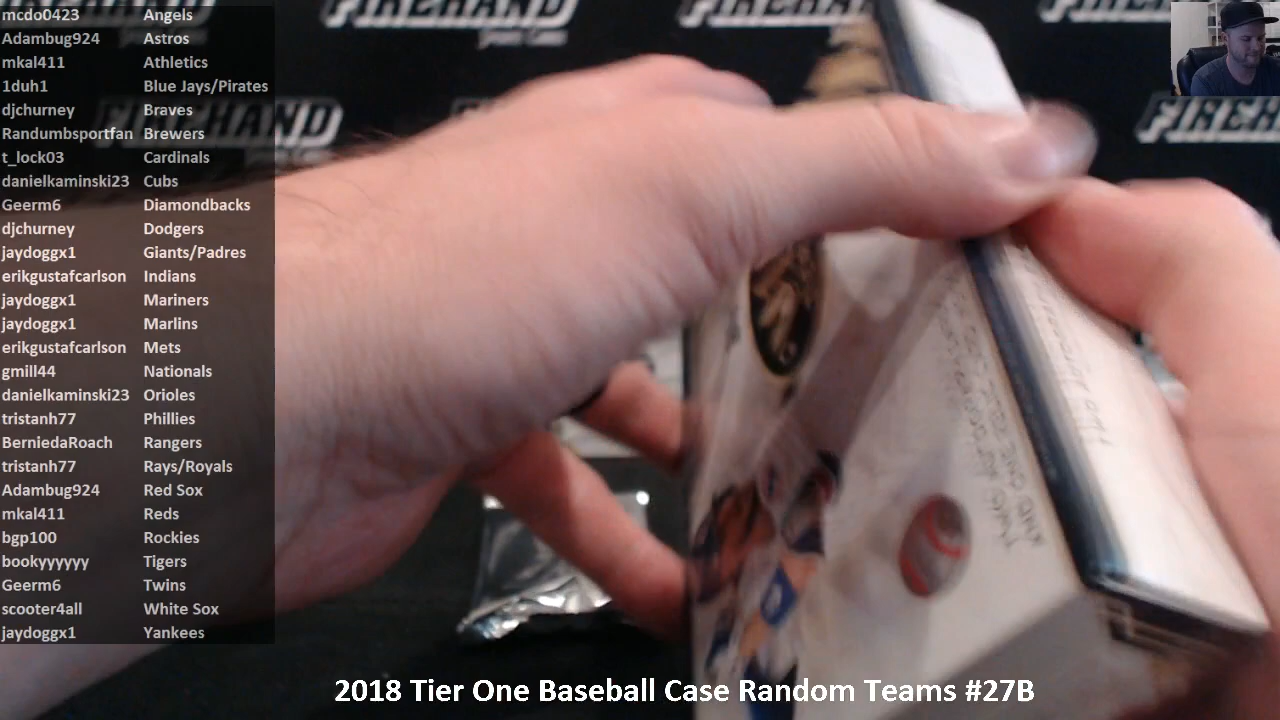 mcdo0423 Angels
Adambug924 Astros
mkal411 Athletics
1duh1 Blue Jays/Pirates
djchurney Braves
Randumbsportfan Brewers
t_lock03 Cardinals
danielkaminski23 Cubs
Geerm6 Diamondbacks
djchurney Dodgers
jaydoggx1 Giants/Padres
erikgustafcarlson Indians
jaydoggx1 Mariners
jaydoggx1 Marlins
erikgustafcarlson Mets
gmill44 Nationals
danielkaminski23 Orioles
tristanh77 Phillies
BerniedaRoach Rangers
tristanh77 Rays/Royals
Adambug924 Red Sox
mkal411 Reds
bgp100 Rockies
bookyyyyyy Tigers
Geerm6 Twins
scooter4all White Sox
jaydoggx1 Yankees
FIREHAND
FIREHAND
2018 Tier One Baseball Case Random Teams #27B